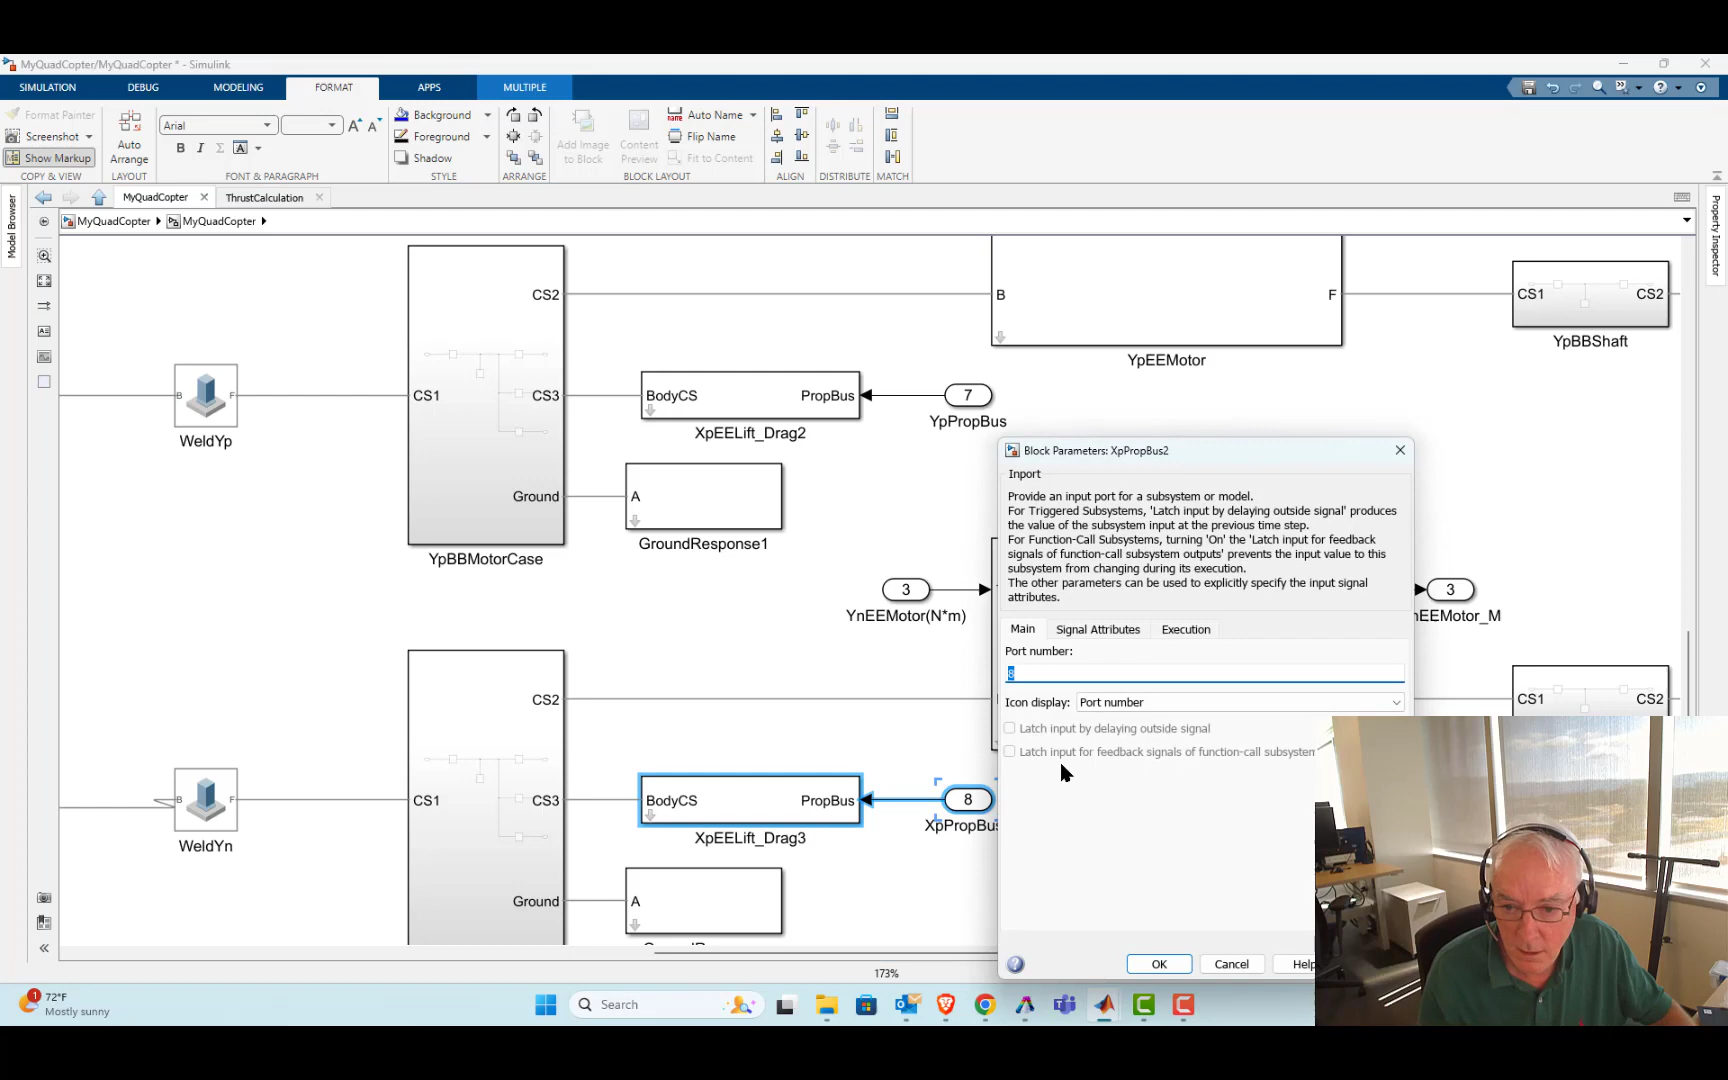 MyQuadCopter/MyQuadCopter * - Simulink
SIMULATION DEBUG MODELING FORMAT APPS MULTIPLE
Format Painter
Screenshot
Show Markup
COPY & VIEW
Auto
Arrange
LAYOUT
Arial
A A
B I A
FONT & PARAGRAPH
Background
Foreground
Shadow
STYLE
ARRANGE
Add Image
to Block
Content
Preview
Auto Name
Flip Name
Fit to Content
BLOCK LAYOUT
ALIGN
DISTRIBUTE
MATCH
MyQuadCopter ThrustCalculation
MyQuadCopter MyQuadCopter
Model Browser
Property Inspector
CS2
B F
CS1 CS2
YpBBShaft
YpEEMotor
B F
WeldYp
CS1 CS3
BodyCS PropBus
7
YpPropBus
XpEELift_Drag2
Ground
A
GroundResponse1
YpBBMotorCase
3
YnEEMotor(N*m)
3
nEEMotor_M
CS2
CS1 CS2
B F
WeldYn
CS1 CS3
BodyCS PropBus
8
XpPropBus
XpEELift_Drag3
Ground
A
Block Parameters: XpPropBus2
Inport
Provide an input port for a subsystem or model.
For Triggered Subsystems, 'Latch input by delaying outside signal' produces
the value of the subsystem input at the previous time step.
For Function-Call Subsystems, turning 'On' the 'Latch input for feedback
signals of function-call subsystem outputs' prevents the input value to this
subsystem from changing during its execution.
The other parameters can be used to explicitly specify the input signal
attributes.
Main Signal Attributes Execution
Port number:
8
Icon display: Port number
Latch input by delaying outside signal
Latch input for feedback signals of function-call subsystem
OK Cancel Help
173%
1
72°F
Mostly sunny
Search